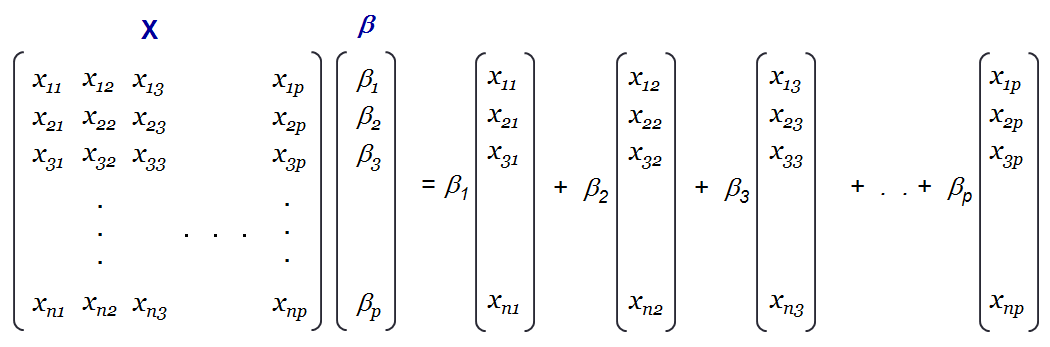 X β
x11 x12 x13 x1p β1 x11 x12 x13 x1p
x21 x22 x23 x2p β2 x21 x22 x23 x2p
x31 x32 x33 x3p β3 x31 x32 x33 x3p
= β1 + β2 + β3 + . . + βp
. .
. . . . .
. .
xn1 xn2 xn3 xnp βp xn1 xn2 xn3 xnp